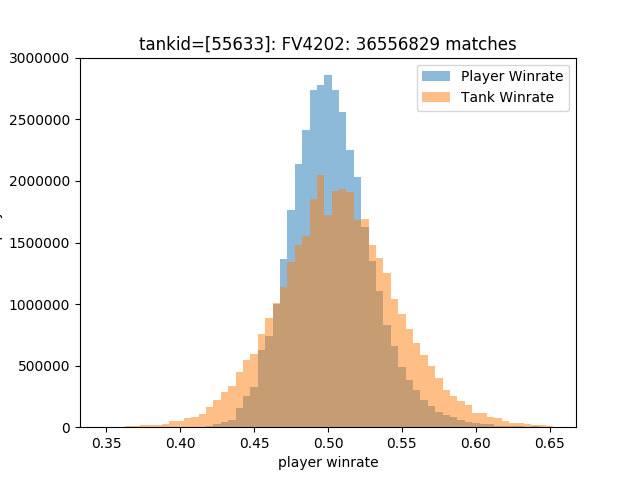 tankid=[55633]: FV4202: 36556829 matches
Player Winrate
Tank Winrate
3000000
2500000
2000000
1500000
1000000
500000
0
0.35 0.40 0.45 0.50 0.55 0.60 0.65
player winrate